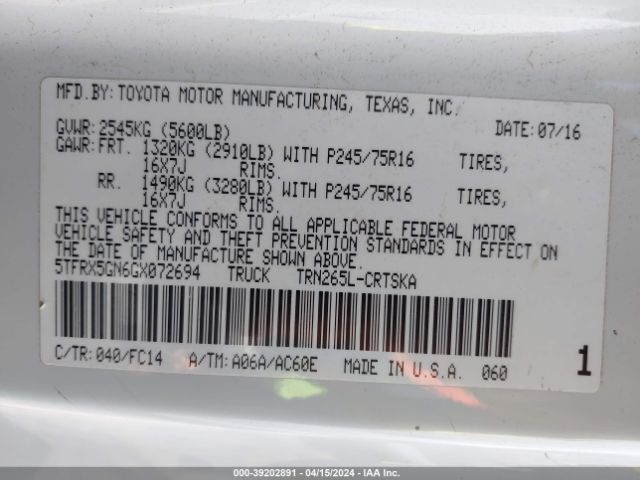 MFD.BY: TOYOTA MOTOR MANUFACTURING, TEXAS, INC.
GVWR: 2545KG (5600LB) DATE: 07/16
GAWR: FRT. 1320KG (2910LB) WITH P245/75R16 TIRES,
16X7J RIMS.
RR. 1490KG (3280LB) WITH P245/75R16 TIRES,
16X7J RIMS.
THIS VEHICLE CONFORMS TO ALL APPLICABLE FEDERAL MOTOR
VEHICLE SAFETY AND THEFT PREVENTION STANDARDS IN EFFECT ON
THE DATE OF MANUFACTURE SHOWN ABOVE.
5TFRX5GN6GX072694 TRUCK TRN265L-CRTSKA
C/TR: 040/FC14 A/TM: A06A/AC60E MADE IN U.S.A. 060 1
000-39202891 - 04/15/2024 - IAA Inc.